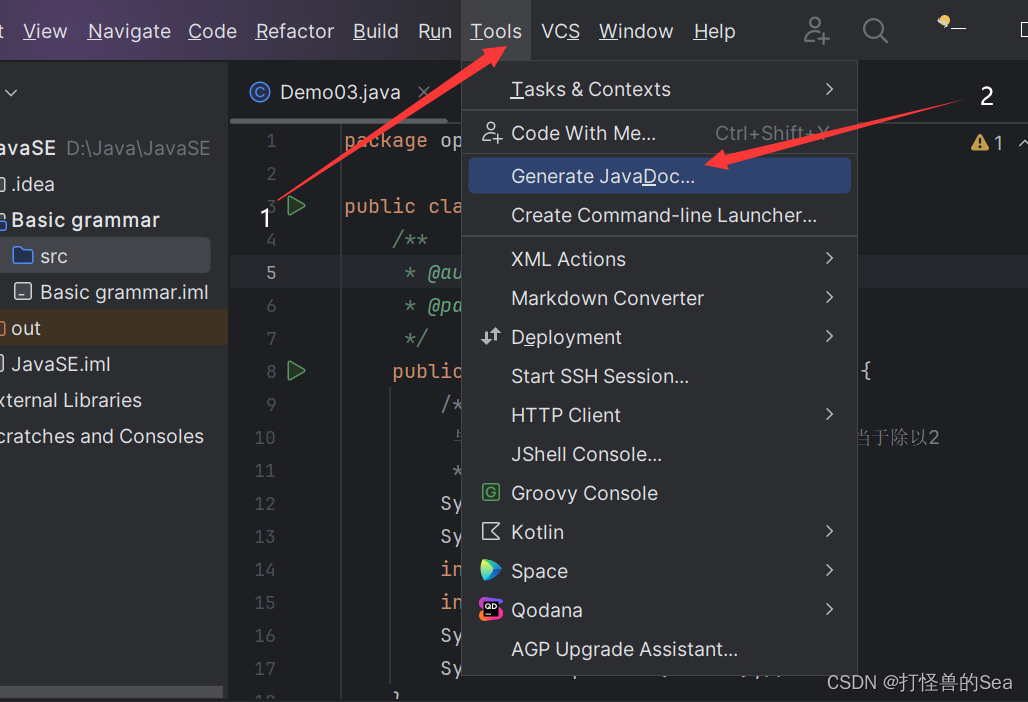 View Navigate Code Refactor Build Run Tools VCS Window Help
Demo03.java
Tasks & Contexts
Code With Me... Ctrl+Shift+Y
Generate JavaDoc...
Create Command-line Launcher...
XML Actions
Markdown Converter
Deployment
Start SSH Session...
HTTP Client
JShell Console...
Groovy Console
Kotlin
Space
Qodana
AGP Upgrade Assistant...
2
1
1
avaSE D:\Java\JavaSE
.idea
Basic grammar
src
Basic grammar.iml
out
JavaSE.iml
xternal Libraries
cratches and Consoles
1 package op
2
3 public cla
4 /**
5 * @au
6 * @pa
7 */
8 public {
9 /*
10 当于除以2
11 *
12 Sy
13 Sy
14 in
15 in
16 Sy
17 Sy
CSDN @打怪兽的Sea